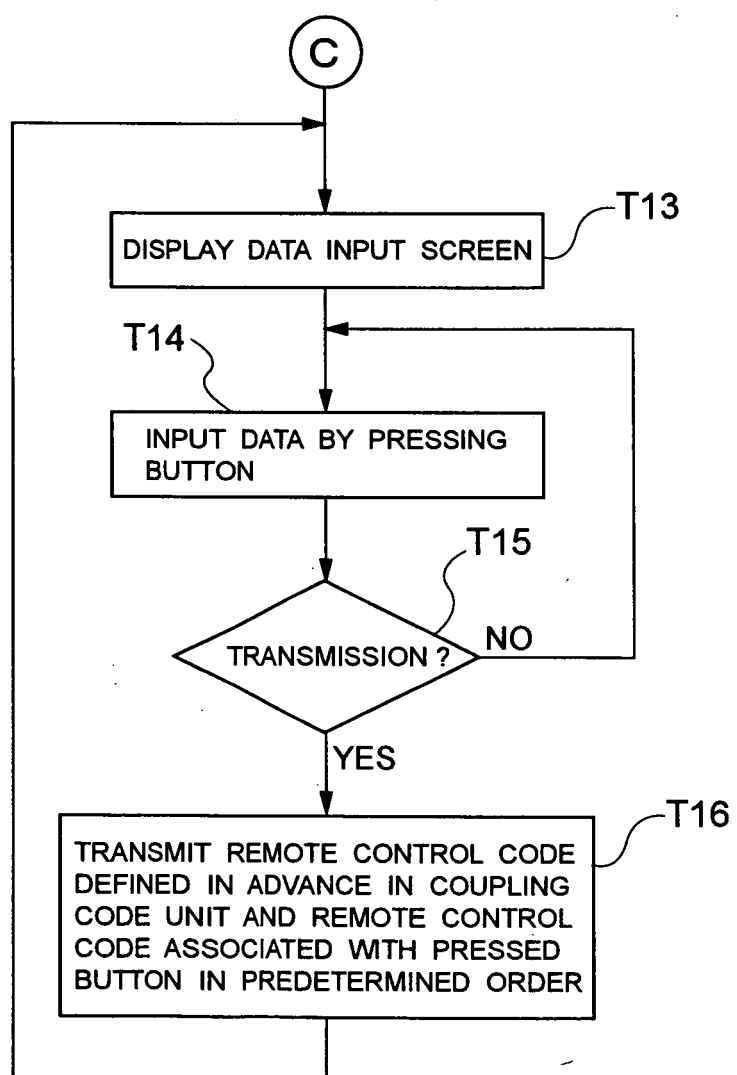 C
T13
DISPLAY DATA INPUT SCREEN
T14
INPUT DATA BY PRESSING
BUTTON
T15
TRANSMISSION ?
NO
YES
T16
TRANSMIT REMOTE CONTROL CODE
DEFINED IN ADVANCE IN COUPLING
CODE UNIT AND REMOTE CONTROL
CODE ASSOCIATED WITH PRESSED
BUTTON IN PREDETERMINED ORDER